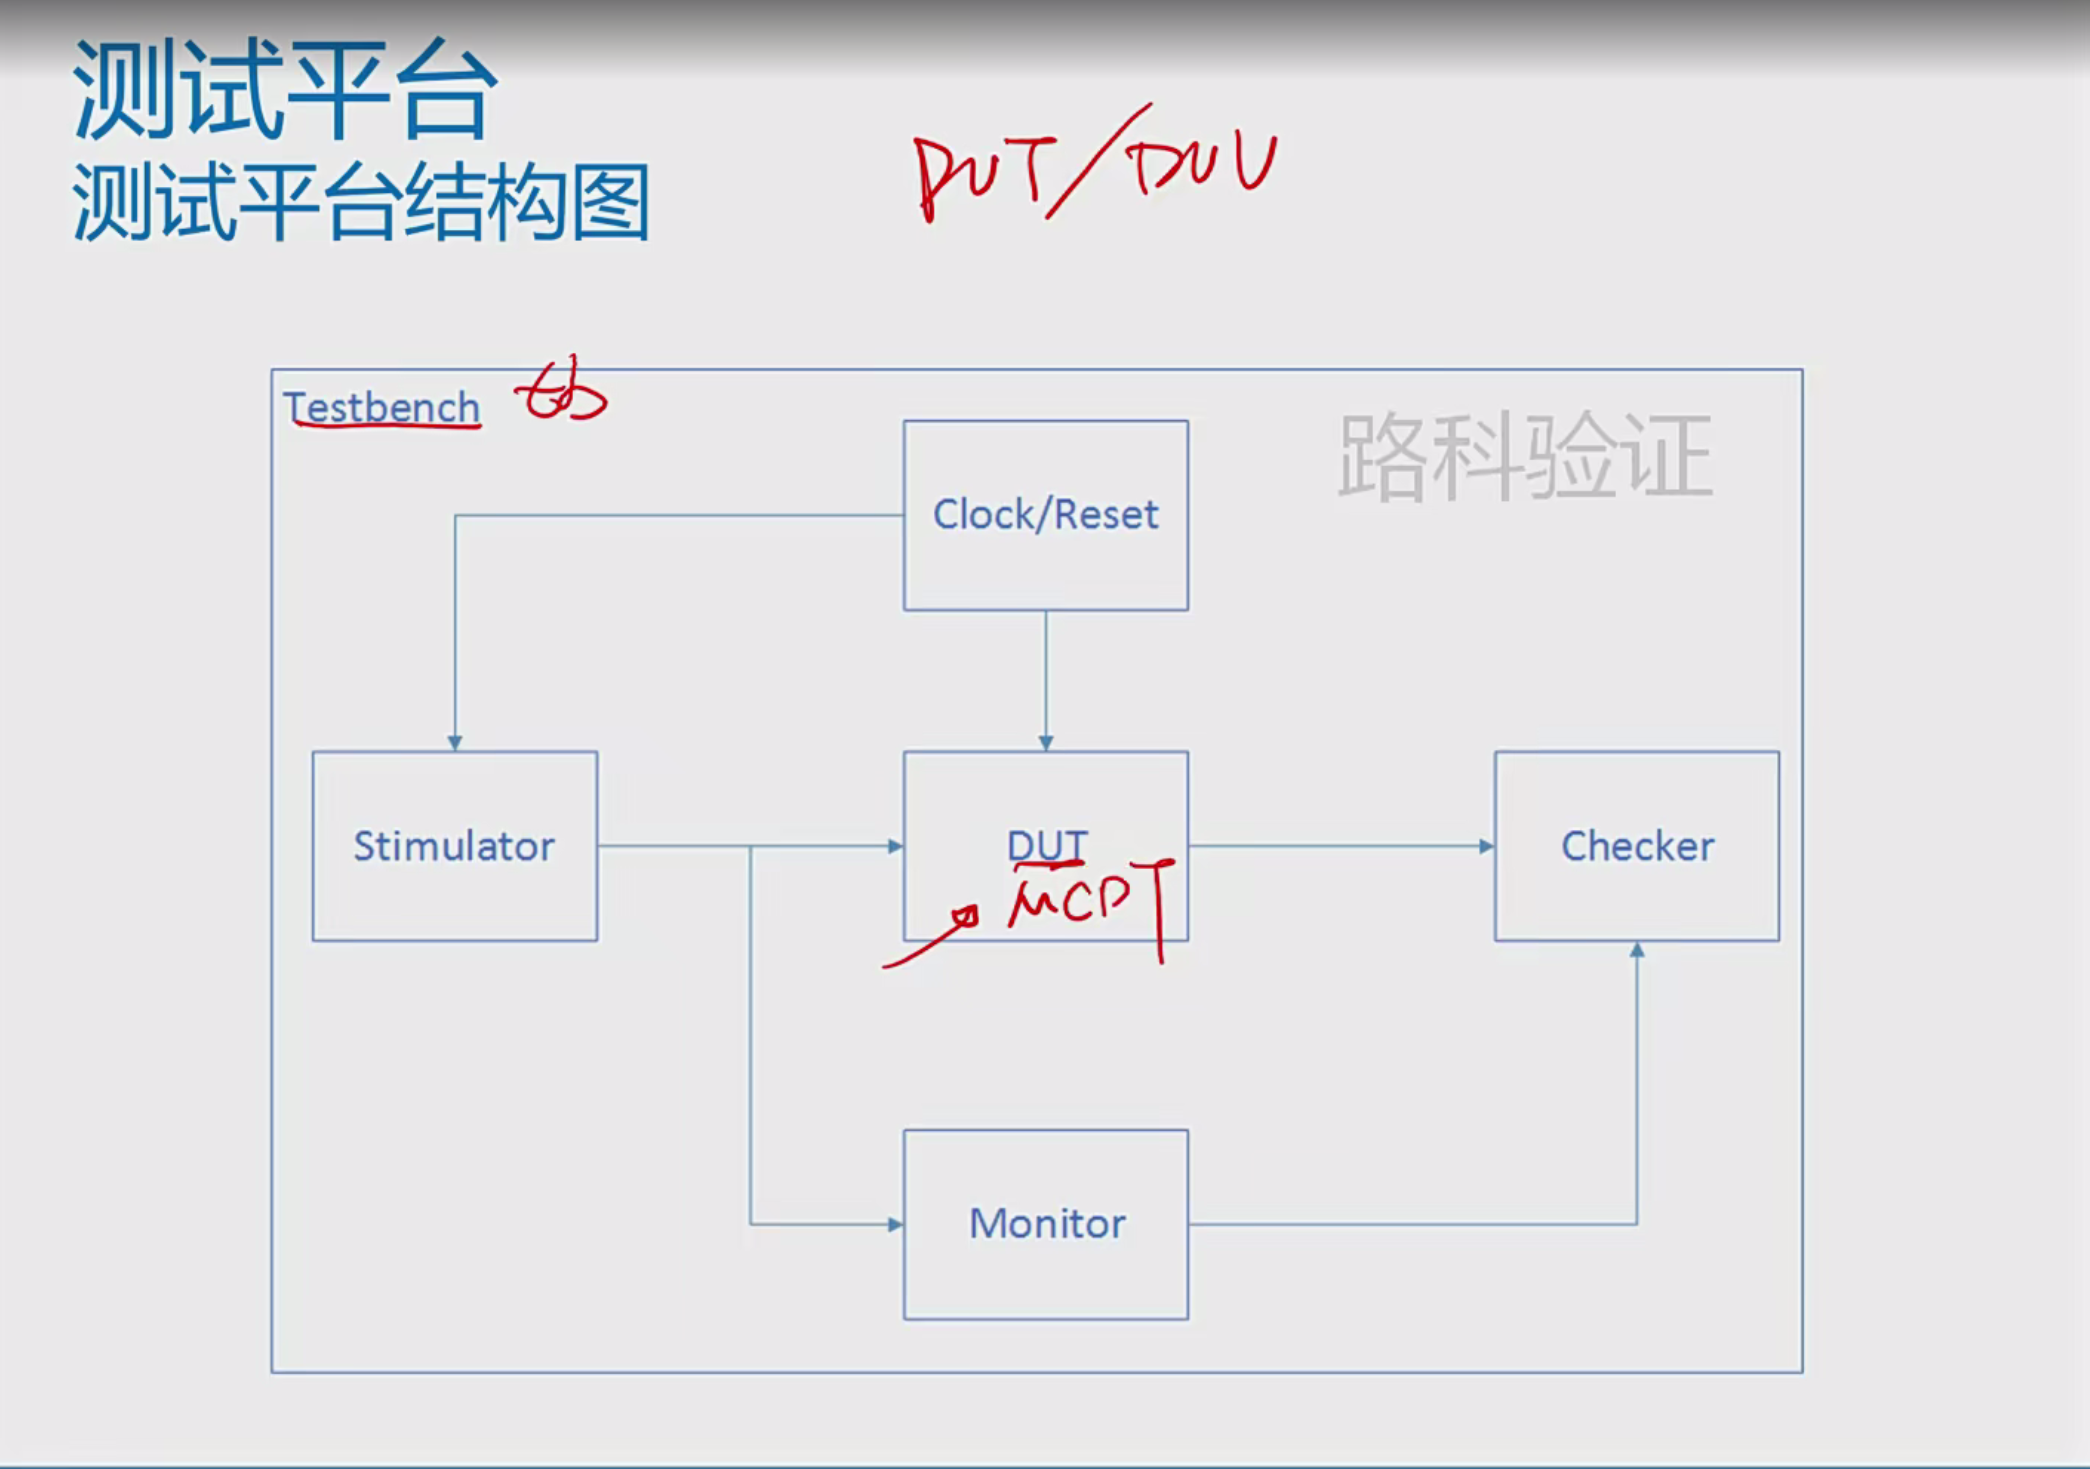 测试平台
测试平台结构图
DUT/DUV
Testbench tb
路科验证
Clock/Reset
Stimulator
DUT
Checker
MCDT
Monitor